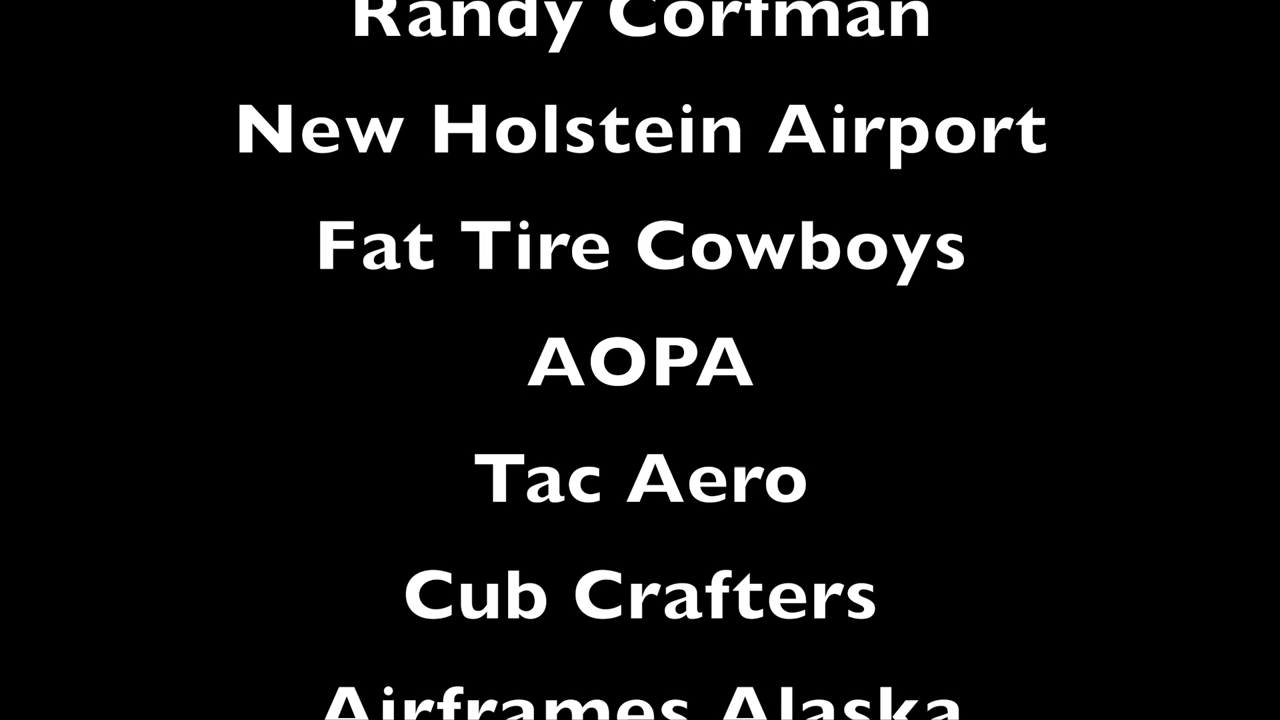 Randy Corfman
New Holstein Airport
Fat Tire Cowboys
AOPA
Tac Aero
Cub Crafters
Airframes Alaska